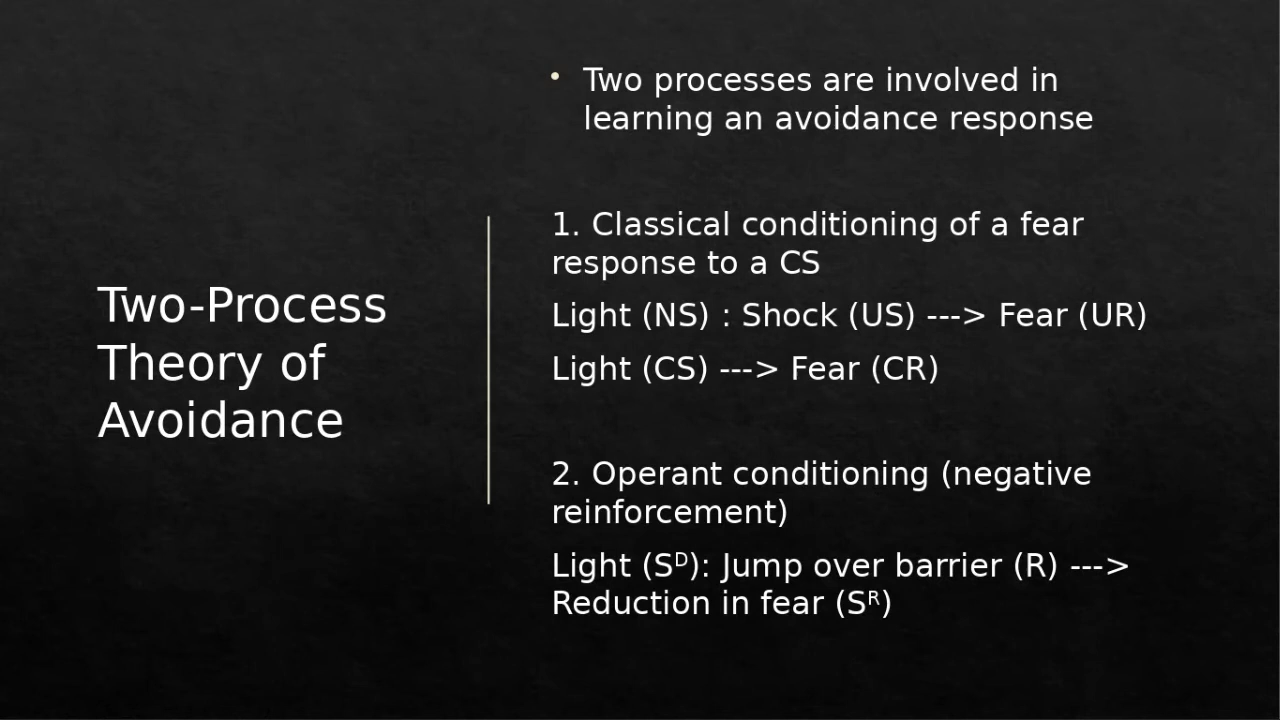 Two-Process
Theory of
Avoidance
• Two processes are involved in
learning an avoidance response
1. Classical conditioning of a fear
response to a CS
Light (NS) : Shock (US) ---> Fear (UR)
Light (CS) ---> Fear (CR)
2. Operant conditioning (negative
reinforcement)
Light (Sᴰ): Jump over barrier (R) --->
Reduction in fear (Sᴿ)